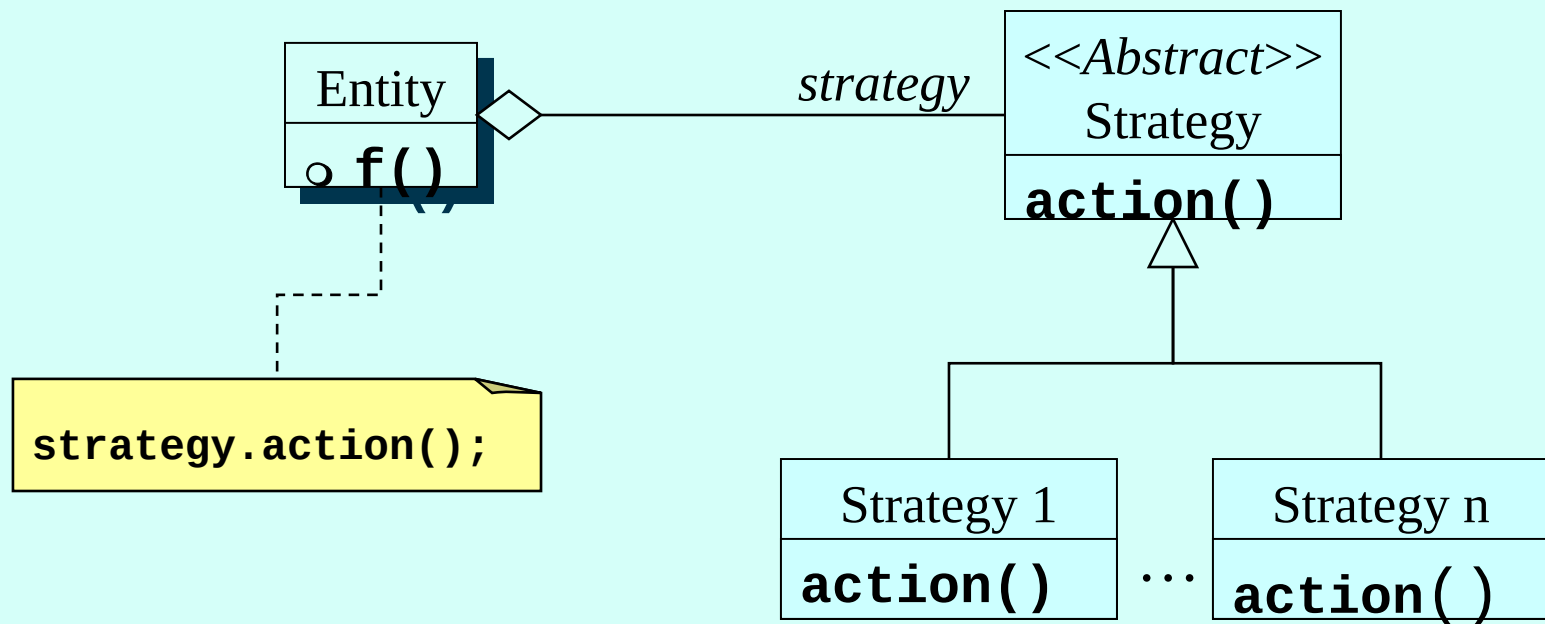 Entity
f()
strategy
<<Abstract>>
Strategy
action()
strategy.action();
Strategy 1
action()
...
Strategy n
action()